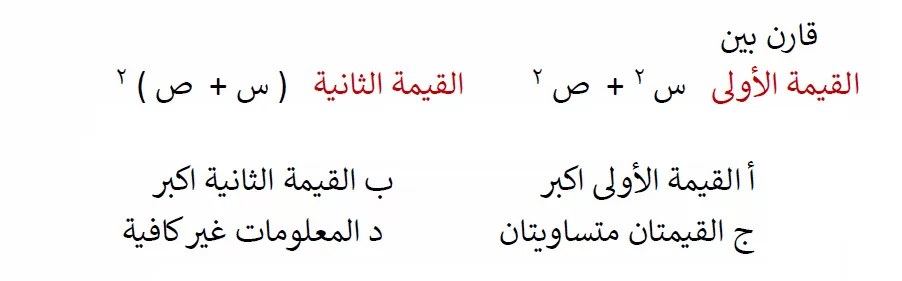 قارن بين
القيمة الأولى س ٢ + ص ٢ القيمة الثانية ( س + ص ) ٢
أ القيمة الأولى اكبر ب القيمة الثانية اكبر
ج القيمتان متساويتان د المعلومات غير كافية